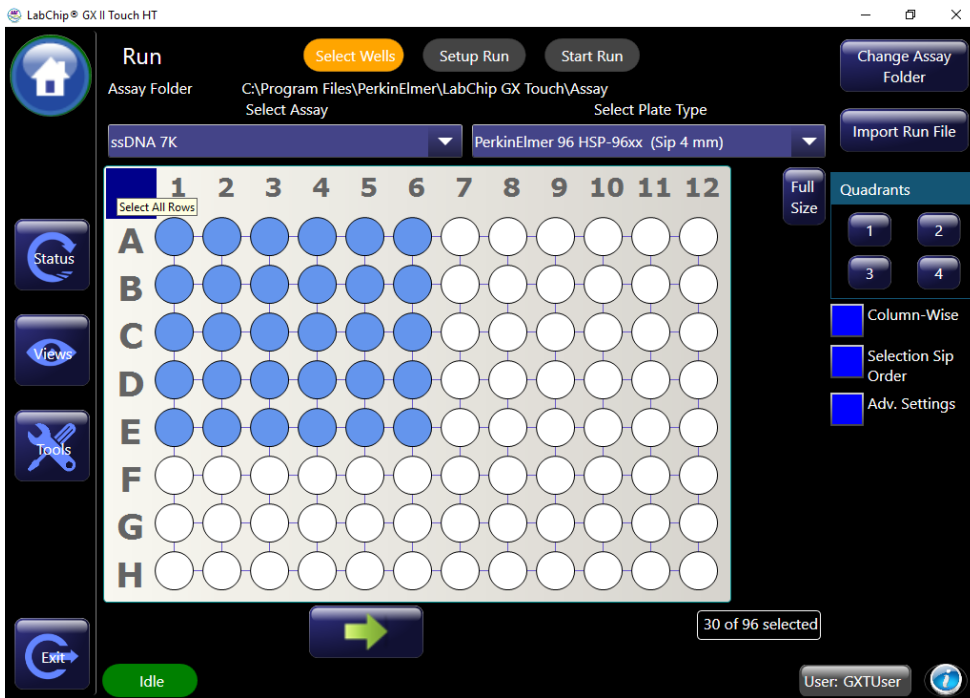 LabChip® GX II Touch HT
Run
Select Wells
Setup Run
Start Run
Change Assay
Folder
Assay Folder
C:\Program Files\PerkinElmer\LabChip GX Touch\Assay
Select Assay
Select Plate Type
Import Run File
ssDNA 7K
PerkinElmer 96 HSP-96xx (Sip 4 mm)
1 2 3 4 5 6 7 8 9 10 11 12
Select All Rows
Full
Size
Quadrants
1 2
3 4
A
B
C
D
E
F
G
H
Column-Wise
Selection Sip
Order
Adv. Settings
Status
Views
Tools
Exit
30 of 96 selected
Idle
User: GXTUser
i